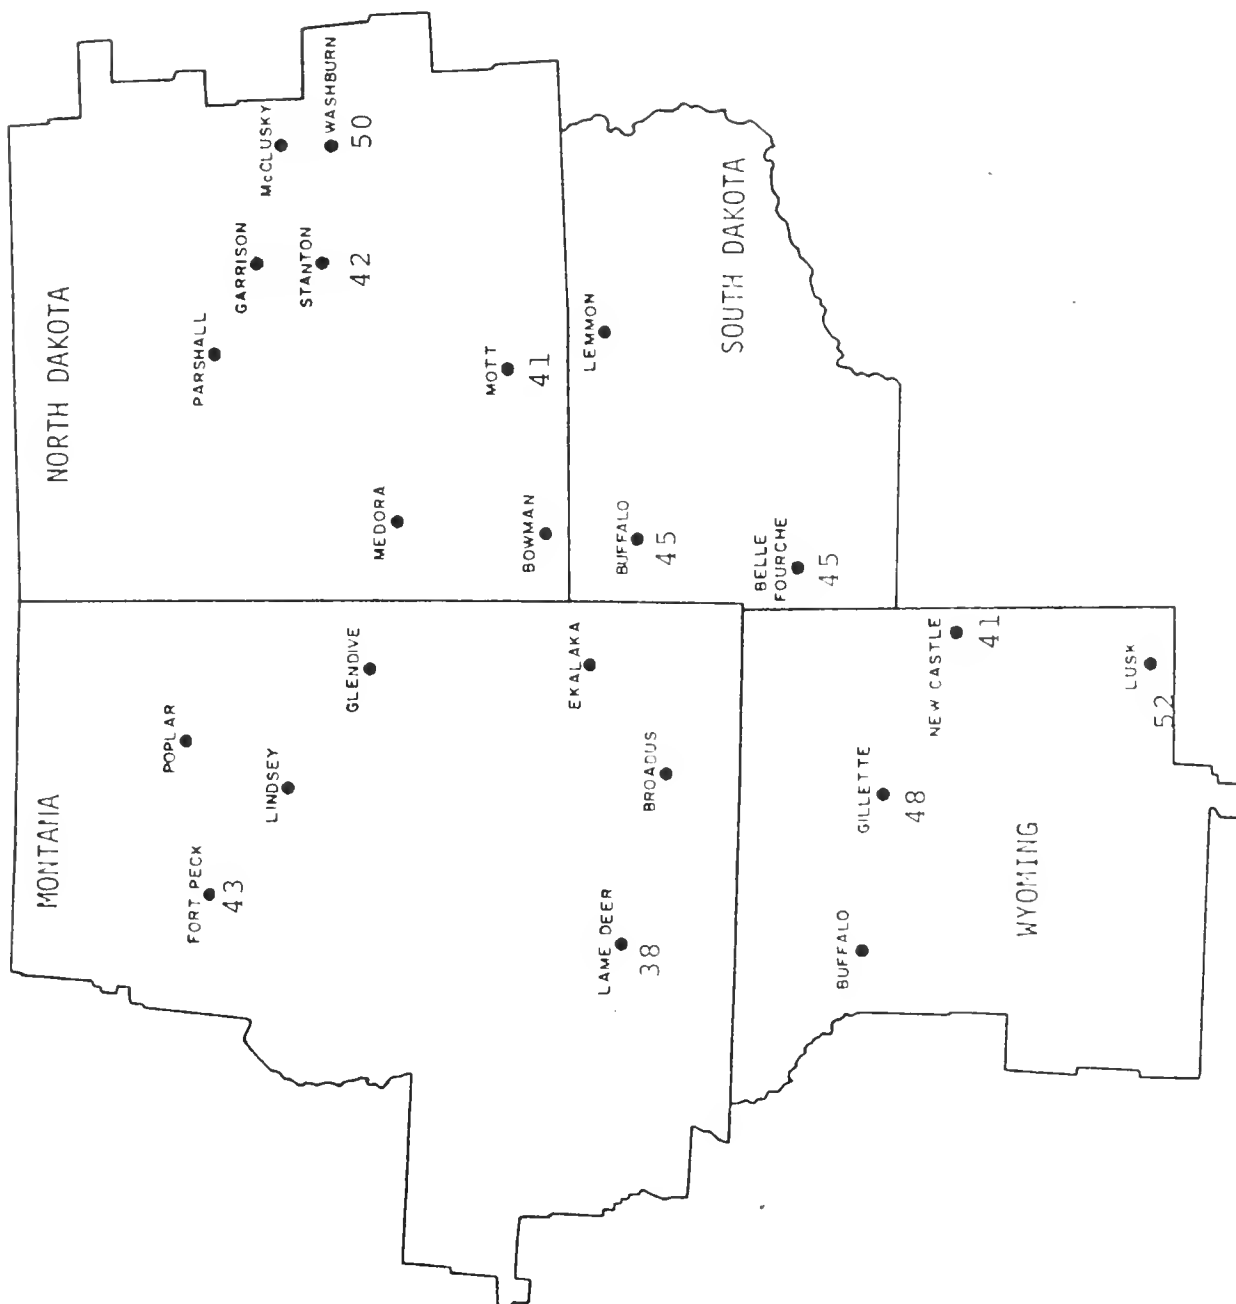 MONTANA
FORT PECK
43
POPLAR
LINDSEY
GLENDIVE
LAME DEER
38
BROADUS
EKALAKA
NORTH DAKOTA
PARSHALL
GARRISON
McCLUSKY
STANTON
42
WASHBURN
50
MEDORA
MOTT
41
BOWMAN
SOUTH DAKOTA
LEMMON
BUFFALO
45
BELLE
FOURCHE
45
WYOMING
BUFFALO
GILLETTE
48
NEW CASTLE
41
LUSK
52